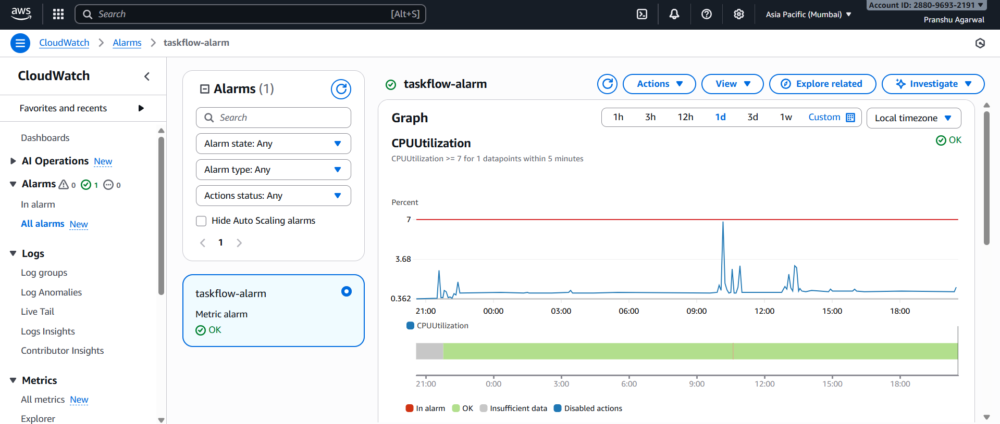 aws
Search [Alt+S]
Asia Pacific (Mumbai)
Account ID: 2880-9693-2191
Pranshu Agarwal
CloudWatch
Alarms
taskflow-alarm
CloudWatch
Favorites and recents
Dashboards
AI Operations New
Alarms 0 1 0
In alarm
All alarms New
Logs
Log groups
Log Anomalies
Live Tail
Logs Insights
Contributor Insights
Metrics
All metrics New
Explorer
Alarms (1)
Search
Alarm state: Any
Alarm type: Any
Actions status: Any
Hide Auto Scaling alarms
1
taskflow-alarm
Metric alarm
OK
taskflow-alarm
Actions
View
Explore related
Investigate
Graph
1h 3h 12h 1d 3d 1w Custom
Local timezone
CPUUtilization
OK
CPUUtilization >= 7 for 1 datapoints within 5 minutes
Percent
7
3.68
0.362
21:00 00:00 03:00 06:00 09:00 12:00 15:00 18:00
CPUUtilization
21:00 0:00 3:00 6:00 9:00 12:00 15:00 18:00
In alarm OK Insufficient data Disabled actions